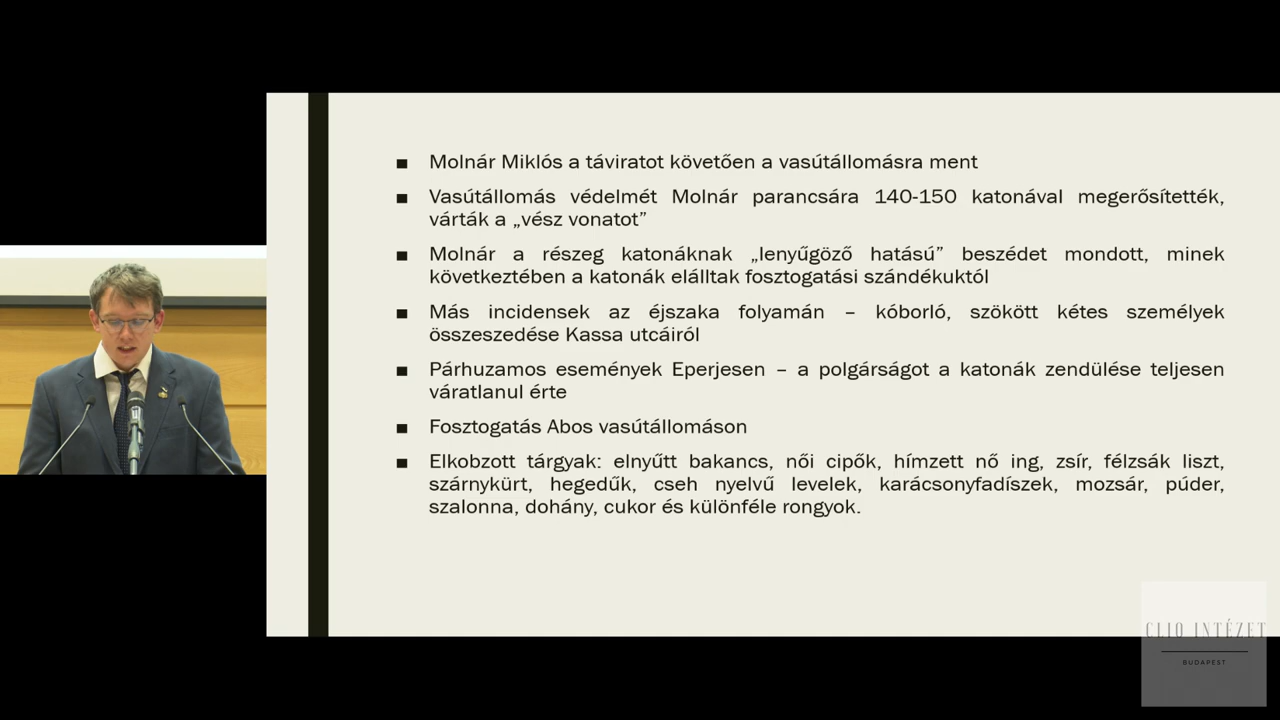 ■ Molnár Miklós a táviratot követően a vasútállomásra ment
■ Vasútállomás védelmét Molnár parancsára 140-150 katonával megerősítették,
várták a „vész vonatot”
■ Molnár a részeg katonáknak „lenyűgöző hatású” beszédet mondott, minek
következtében a katonák elálltak fosztogatási szándékuktól
■ Más incidensek az éjszaka folyamán – kóborló, szökött kétes személyek
összeszedése Kassa utcáiról
■ Párhuzamos események Eperjesen – a polgárságot a katonák zendülése teljesen
váratlanul érte
■ Fosztogatás Abos vasútállomáson
■ Elkobzott tárgyak: elnyűtt bakancs, női cipők, hímzett nő ing, zsír, félzsák liszt,
szárnykürt, hegedűk, cseh nyelvű levelek, karácsonyfadíszek, mozsár, púder,
szalonna, dohány, cukor és különféle rongyok.
CLIO INTÉZET
BUDAPEST